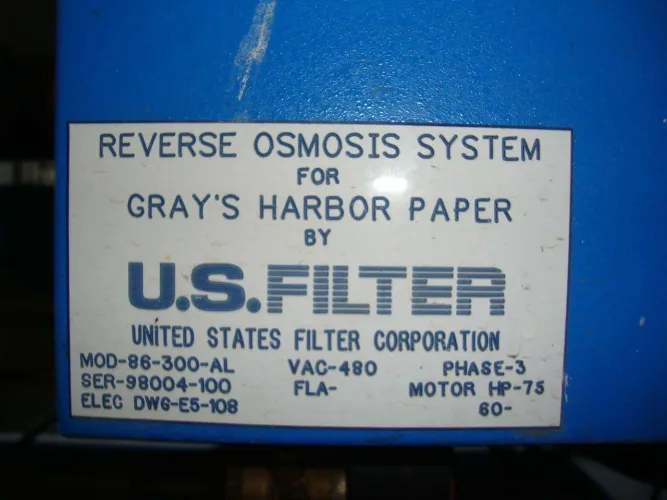 REVERSE OSMOSIS SYSTEM
FOR
GRAY'S HARBOR PAPER
BY
U.S.FILTER
UNITED STATES FILTER CORPORATION
MOD-86-300-AL VAC-480 PHASE-3
SER-98004-100 FLA- MOTOR HP-75
ELEC DWG-E5-108 60-